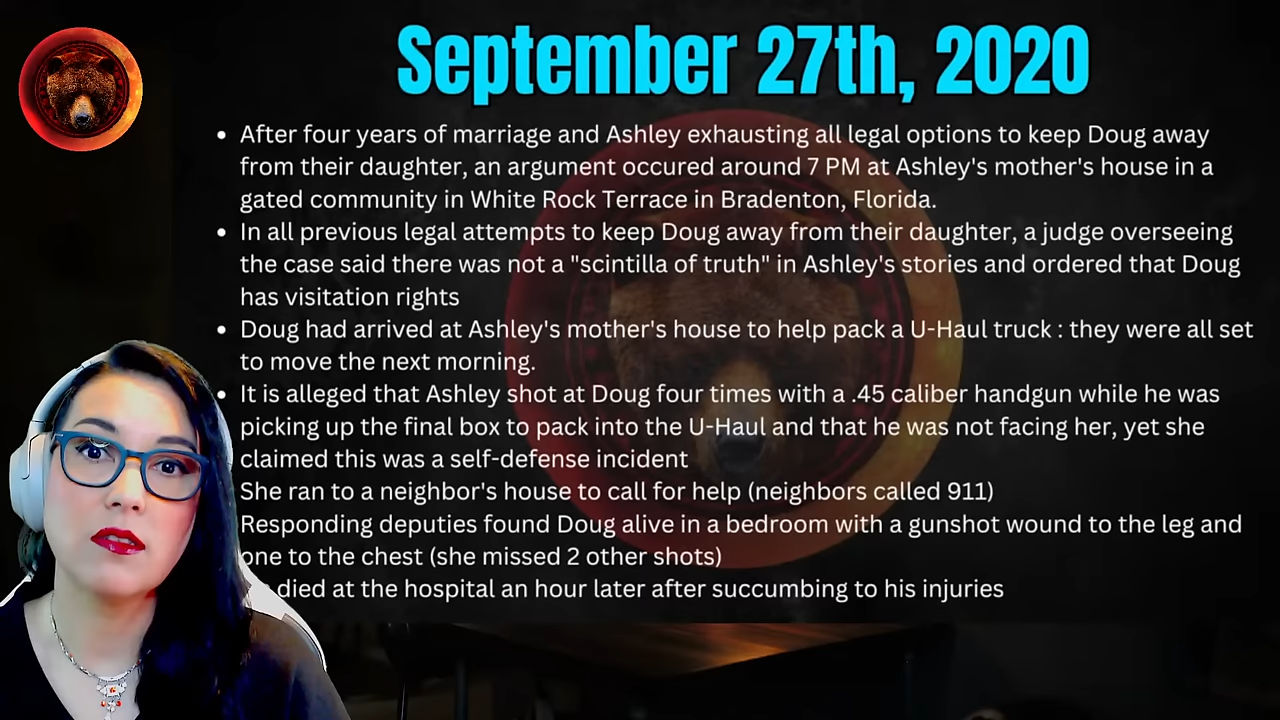 September 27th, 2020
• After four years of marriage and Ashley exhausting all legal options to keep Doug away
from their daughter, an argument occured around 7 PM at Ashley's mother's house in a
gated community in White Rock Terrace in Bradenton, Florida.
• In all previous legal attempts to keep Doug away from their daughter, a judge overseeing
the case said there was not a "scintilla of truth" in Ashley's stories and ordered that Doug
has visitation rights
• Doug had arrived at Ashley's mother's house to help pack a U-Haul truck : they were all set
to move the next morning.
• It is alleged that Ashley shot at Doug four times with a .45 caliber handgun while he was
picking up the final box to pack into the U-Haul and that he was not facing her, yet she
claimed this was a self-defense incident
She ran to a neighbor's house to call for help (neighbors called 911)
Responding deputies found Doug alive in a bedroom with a gunshot wound to the leg and
one to the chest (she missed 2 other shots)
died at the hospital an hour later after succumbing to his injuries